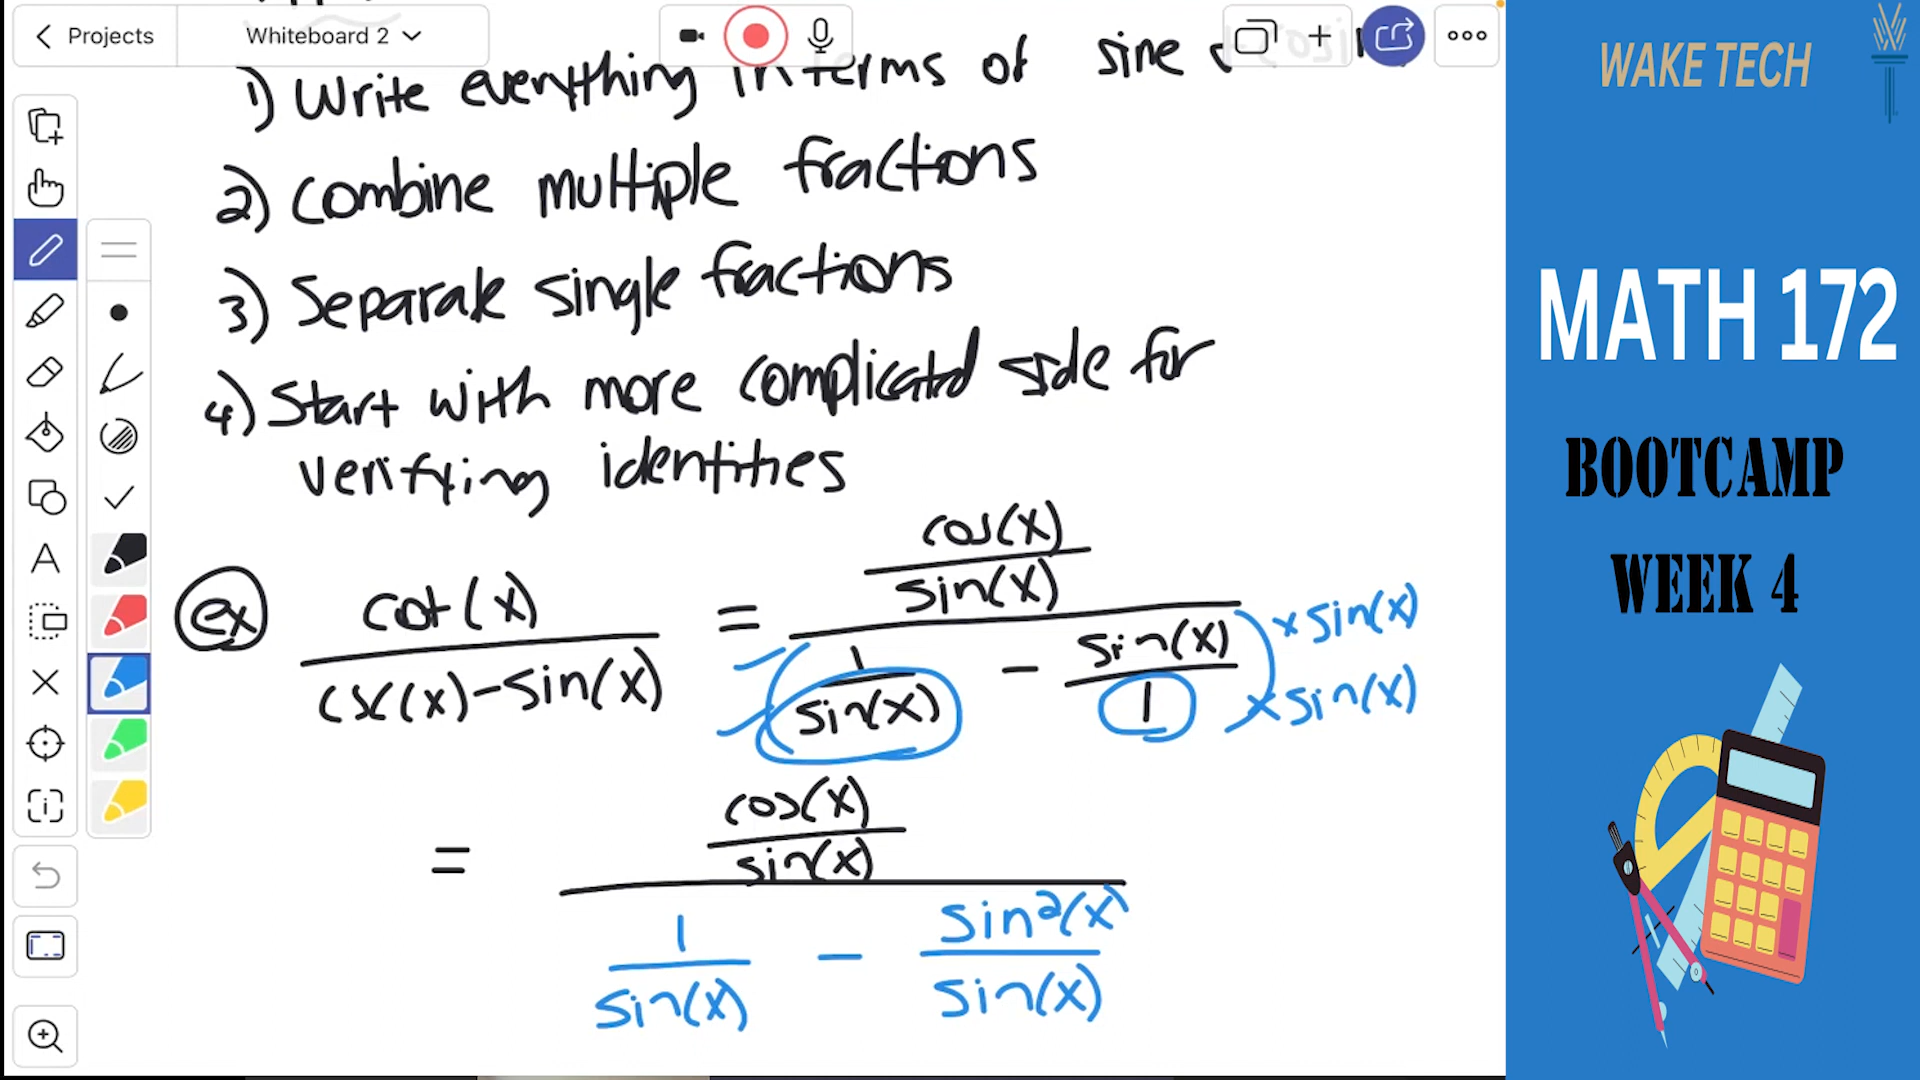 Projects
Whiteboard 2
1) Write everything in terms of sine
2) Combine multiple fractions
3) Separate single fractions
4) Start with more complicated side for
verifying identities
ex cot(x) / csc(x)-sin(x) = cos(x)/sin(x) / 1/sin(x) - sin(x)/1 x sin(x) x sin(x)
= cos(x)/sin(x) / 1/sin(x) - sin²(x)/sin(x)
A
WAKE TECH
MATH 172
BOOTCAMP
WEEK 4